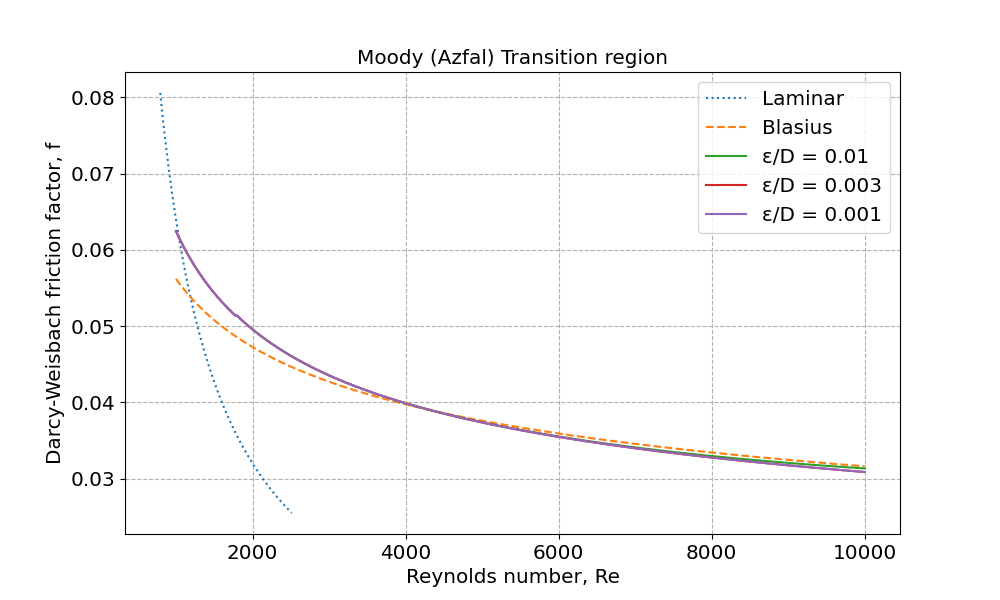 Moody (Azfal) Transition region
Darcy-Weisbach friction factor, f
0.08
0.07
0.06
0.05
0.04
0.03
Laminar
Blasius
ε/D = 0.01
ε/D = 0.003
ε/D = 0.001
2000 4000 6000 8000 10000
Reynolds number, Re